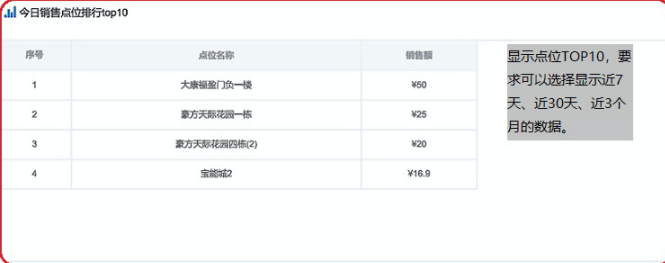 今日销售点位排行top10
序号 点位名称 销售额
1 大康福盈门负一楼 ¥50
2 豪方天际花园一栋 ¥25
3 豪方天际花园四栋(2) ¥20
4 宝能城2 ¥16.9
显示点位TOP10，要
求可以选择显示近7
天、近30天、近3个
月的数据。